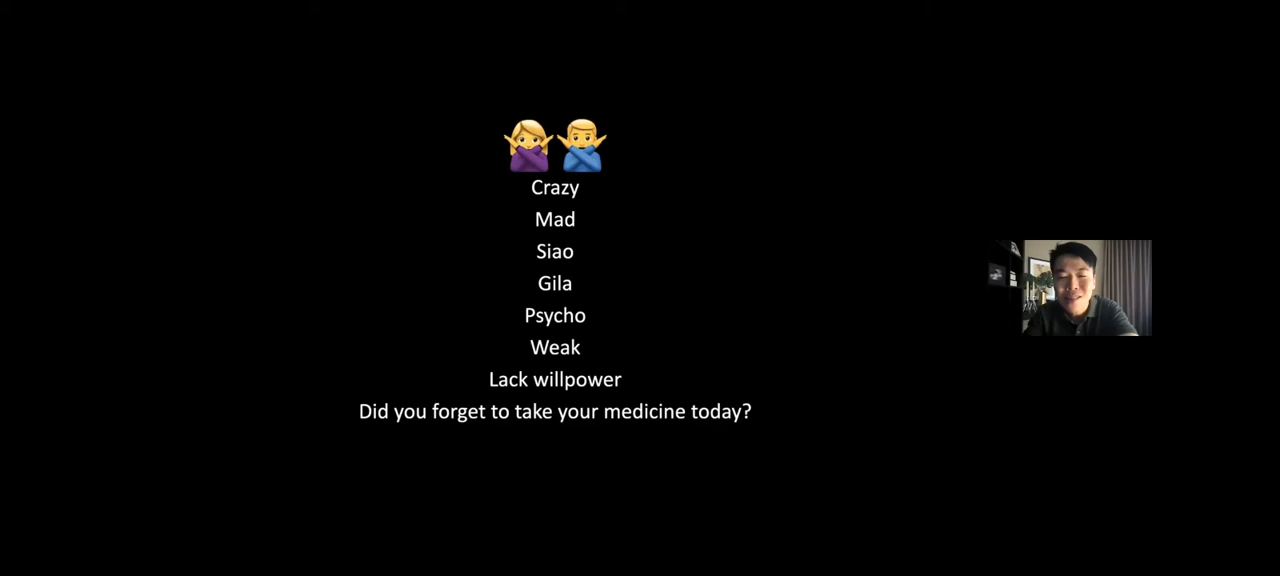 Crazy
Mad
Siao
Gila
Psycho
Weak
Lack willpower
Did you forget to take your medicine today?